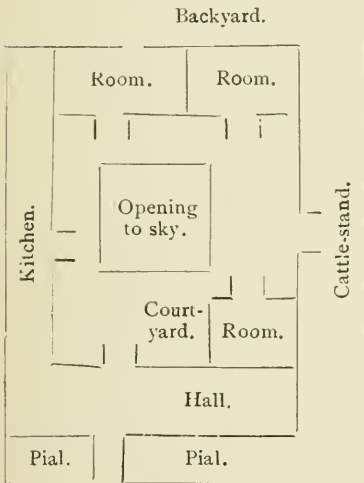 Backyard.
Room.
Room.
Kitchen.
Opening
to sky.
Cattle-stand.
Court-
yard.
Room.
Hall.
Pial.
Pial.